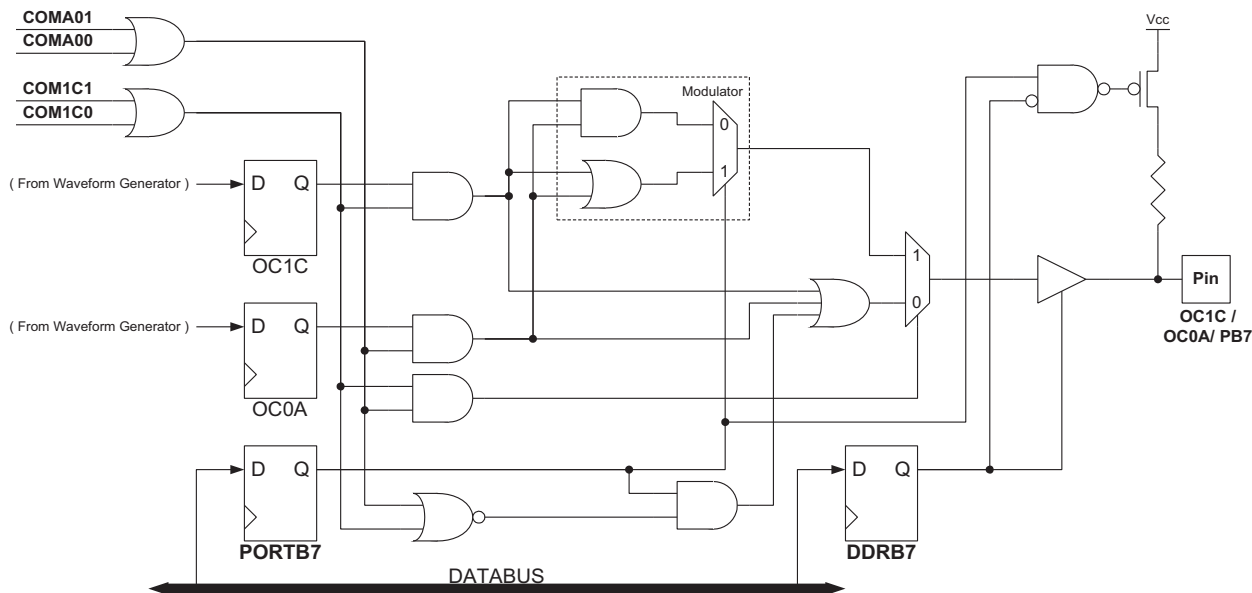 COMA01
COMA00
COM1C1
COM1C0
( From Waveform Generator )
D Q
OC1C
( From Waveform Generator )
D Q
OC0A
D Q
PORTB7
Modulator
0
1
1
0
Vcc
Pin
OC1C /
OC0A/ PB7
D Q
DDRB7
DATABUS